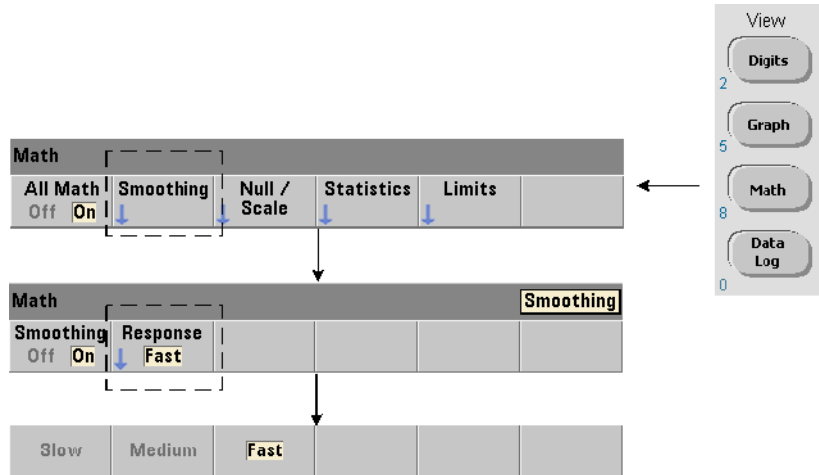 View
Digits
2
Graph
5
Math
8
Data
Log
0
Math
All Math Smoothing Null / Statistics Limits
Off On Scale
Math Smoothing
Smoothing Response
Off On Fast
Slow Medium Fast